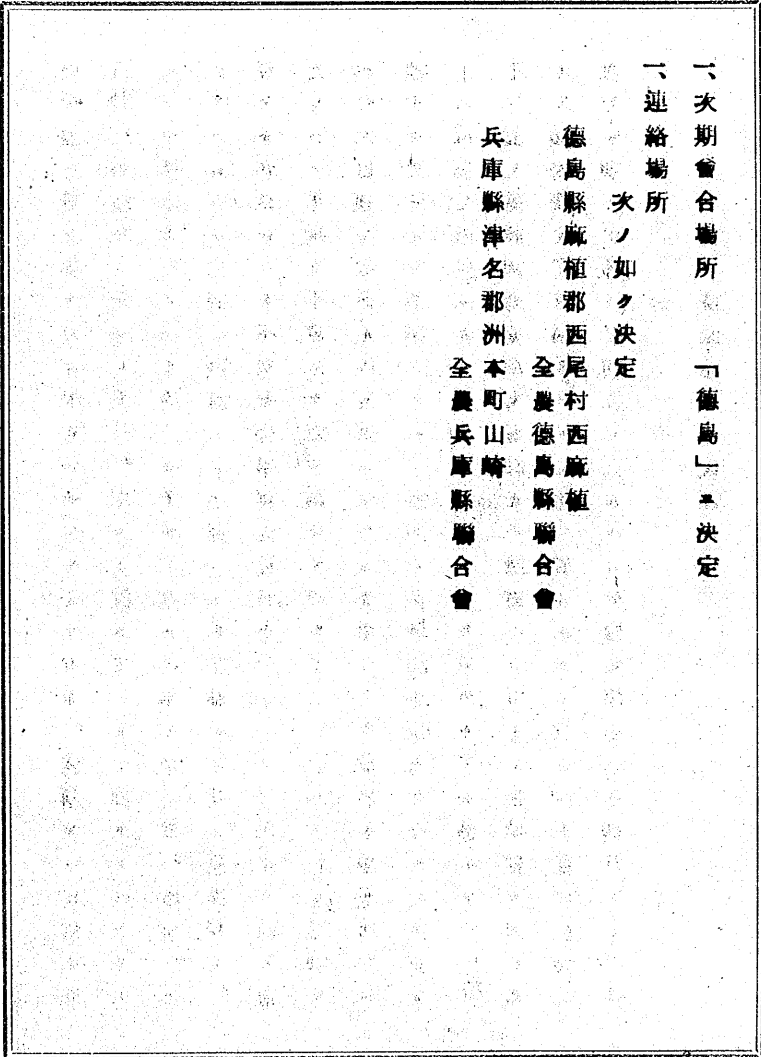 一、次期會合場所 「德島」ニ決定
一、連絡場所
次ノ如ク決定
德島縣麻植郡西尾村西麻植
全農德島縣聯合會
兵庫縣津名郡洲本町山崎
全農兵庫縣聯合會